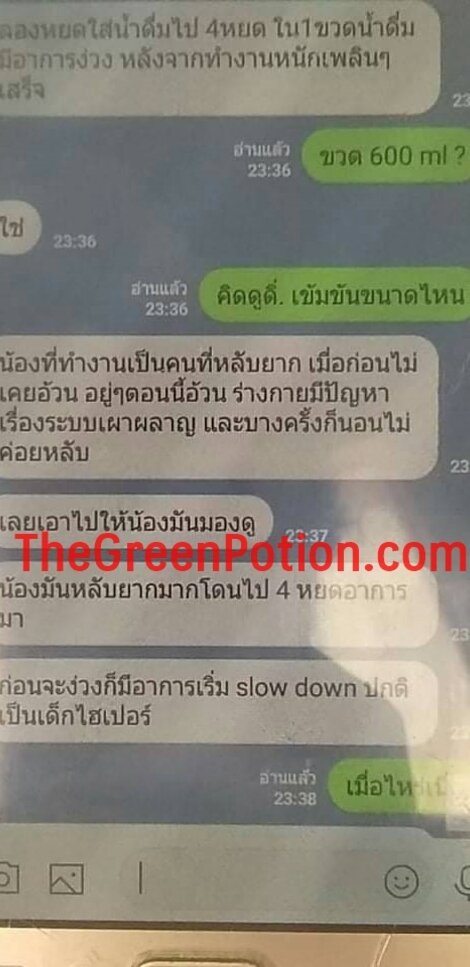 ลองหยดใส่น้ำดื่มไป 4หยด ใน1ขวดน้ำดื่ม
มีอาการง่วง หลังจากทำงานหนักเพลินๆ
เสร็จ
23
อ่านแล้ว
23:36
ขวด 600 ml ?
ใช่
23:36
อ่านแล้ว
23:36
คิดดูดิ๋. เข้มข้นขนาดไหน
น้องที่ทำงานเป็นคนที่หลับยาก เมื่อก่อนไม่
เคยอ้วน อยู่ๆตอนนี้อ้วน ร่างกายมีปัญหา
เรื่องระบบเผาผลาญ และบางครั้งก็นอนไม่
ค่อยหลับ
23
เลยเอาไปให้น้องมันมองดู
23:37
TheGreenPotion.com
น้องมันหลับยากมากโดนไป 4 หยดอาการ
มา
23
ก่อนจะง่วงก็มีอาการเริ่ม slow down ปกติ
เป็นเด็กไฮเปอร์
อ่านแล้ว
23:38